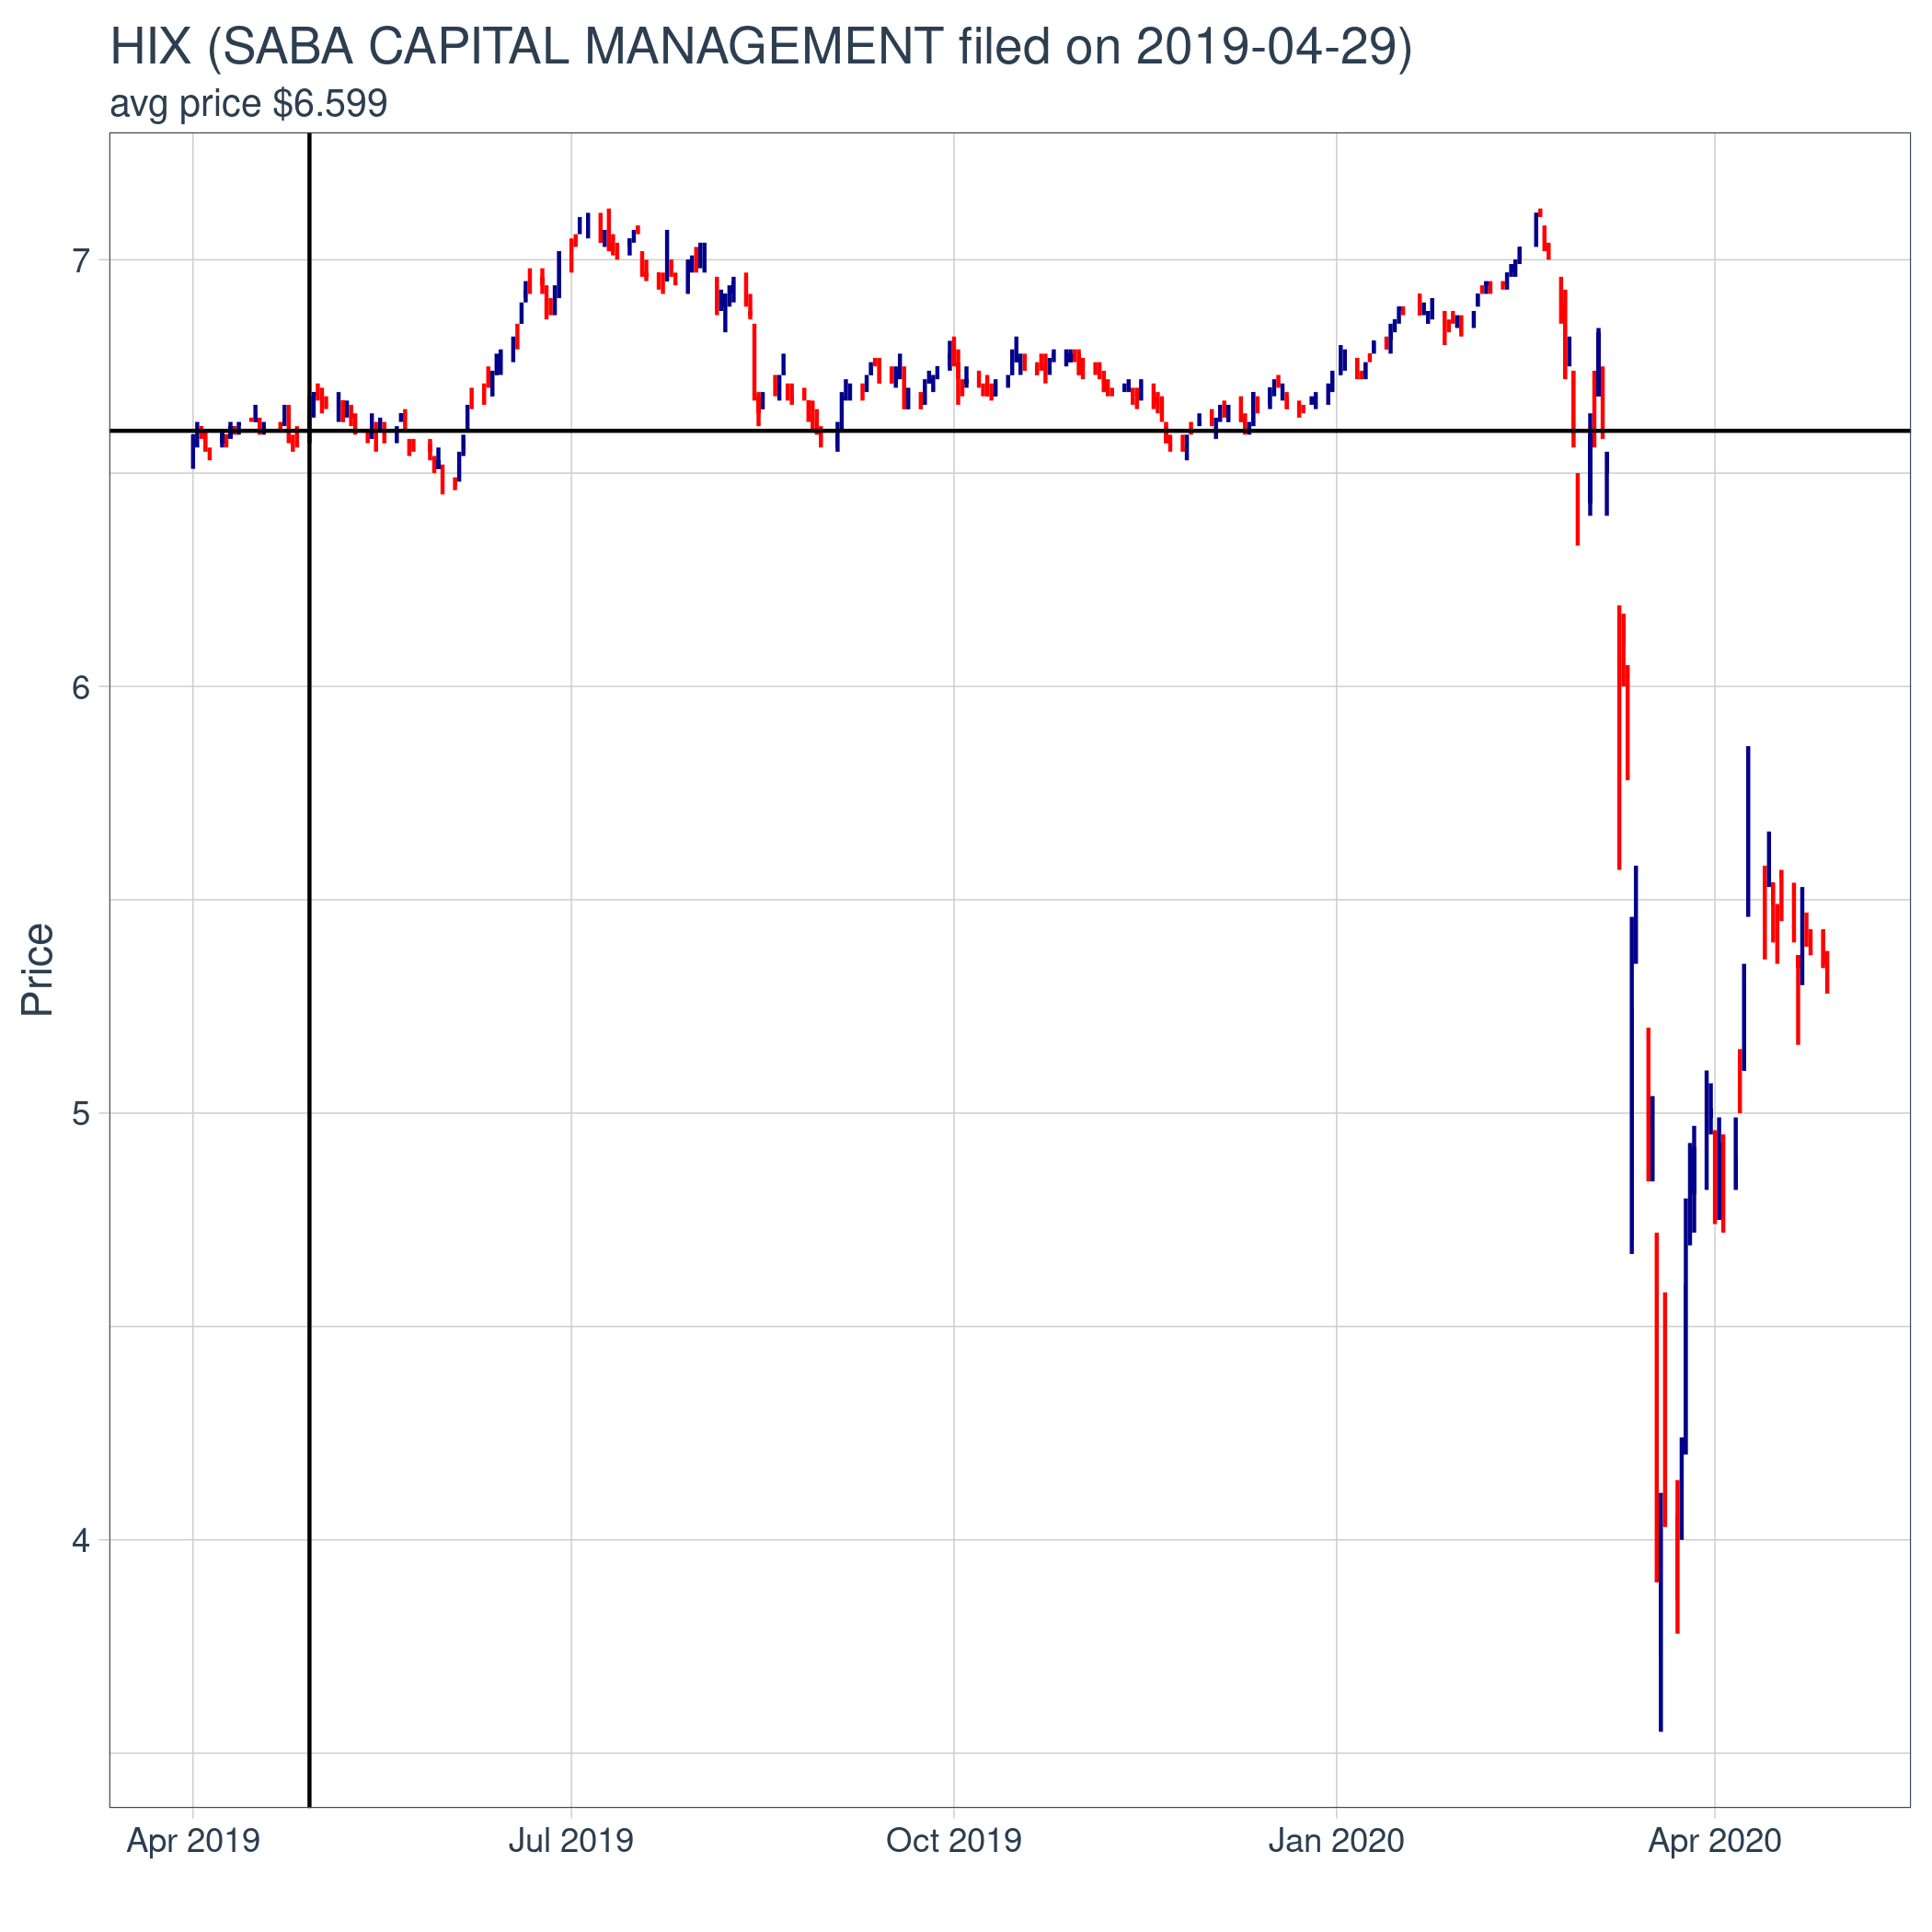 HIX (SABA CAPITAL MANAGEMENT filed on 2019-04-29)
avg price $6.599
7
6
5
4
Price
Apr 2019
Jul 2019
Oct 2019
Jan 2020
Apr 2020